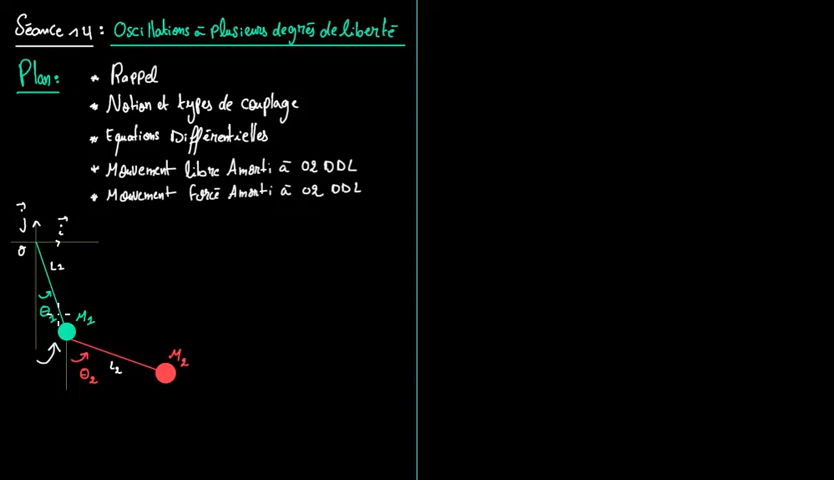 Séance 14 : Oscillations à plusieurs degrés de liberté
Plan :
* Rappel
* Notion et types de couplage
* Equations Différentielles
* Mouvement libre Amorti à 02 DDL
* Mouvement Forcé Amorti à 02 DDL
j
i
O
L1
θ1
M1
M2
L2
θ2